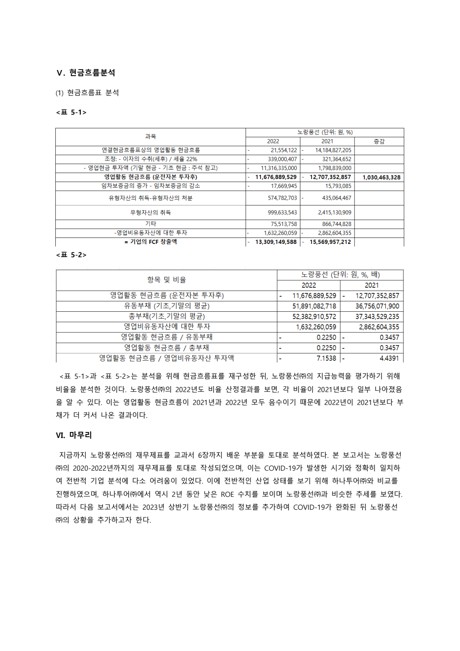 Ⅴ. 현금흐름분석
(1) 현금흐름표 분석
<표 5-1>
과목 노랑풍선 (단위: 원, %)
2022 2021 증감
연결현금흐름표상의 영업활동 현금흐름 - 21,554,122 - 14,184,827,205
조정: - 이자의 수취(세후) / 세율 22% - 339,000,407 - 321,364,652
- 영업현금 투자액 (기말 현금 - 기초 현금 : 주석 참고) - 11,316,335,000 1,798,839,000
영업활동 현금흐름 (운전자본 투자후) - 11,676,889,529 - 12,707,352,857 1,030,463,328
임차보증금의 증가 - 임차보증금의 감소 - 17,669,945 15,793,085
유형자산의 취득-유형자산의 처분 574,782,703 - 435,064,467
무형자산의 취득 999,633,543 2,415,130,909
기타 75,513,758 866,744,828
-영업비유동자산에 대한 투자 - 1,632,260,059 - 2,862,604,355
= 기업의 FCF 창출액 - 13,309,149,588 - 15,569,957,212
<표 5-2>
항목 및 비율 노랑풍선 (단위: 원, %, 배)
2022 2021
영업활동 현금흐름 (운전자본 투자후) - 11,676,889,529 - 12,707,352,857
유동부채 (기초,기말의 평균) 51,891,082,718 36,756,071,900
총부채(기초,기말의 평균) 52,382,910,572 37,343,529,235
영업비유동자산에 대한 투자 1,632,260,059 2,862,604,355
영업활동 현금흐름 / 유동부채 - 0.2250 - 0.3457
영업활동 현금흐름 / 총부채 - 0.2250 - 0.3457
영업활동 현금흐름 / 영업비유동자산 투자액 - 7.1538 - 4.4391
<표 5-1>과 <표 5-2>는 분석을 위해 현금흐름표를 재구성한 뒤, 노랑풍선㈜의 지급능력을 평가하기 위해
비율을 분석한 것이다. 노랑풍선㈜의 2022년도 비율 산정결과를 보면, 각 비율이 2021년보다 일부 나아졌음
을 알 수 있다. 이는 영업활동 현금흐름이 2021년과 2022년 모두 음수이기 때문에 2022년이 2021년보다 부
채가 더 커서 나온 결과이다.
Ⅵ. 마무리
지금까지 노랑풍선㈜의 재무제표를 교과서 6장까지 배운 부분을 토대로 분석하였다. 본 보고서는 노랑풍선
㈜의 2020-2022년까지의 재무제표를 토대로 작성되었으며, 이는 COVID-19가 발생한 시기와 정확히 일치하
여 전반적 기업 분석에 다소 어려움이 있었다. 이에 전반적인 산업 상태를 보기 위해 하나투어㈜와 비교를
진행하였으며, 하나투어㈜에서 역시 2년 동안 낮은 ROE 수치를 보이며 노랑풍선㈜과 비슷한 추세를 보였다.
따라서 다음 보고서에서는 2023년 상반기 노랑풍선㈜의 정보를 추가하여 COVID-19가 완화된 뒤 노랑풍선
㈜의 상황을 추가하고자 한다.